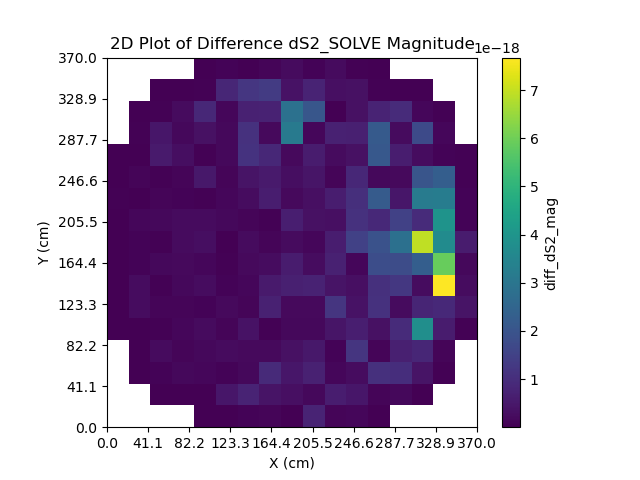 2D Plot of Difference dS2_SOLVE Magnitude
1e−18
370.0
328.9
287.7
246.6
205.5
164.4
123.3
82.2
41.1
0.0
Y (cm)
0.0 41.1 82.2 123.3 164.4 205.5 246.6 287.7 328.9 370.0
X (cm)
7
6
5
4
3
2
1
diff_dS2_mag